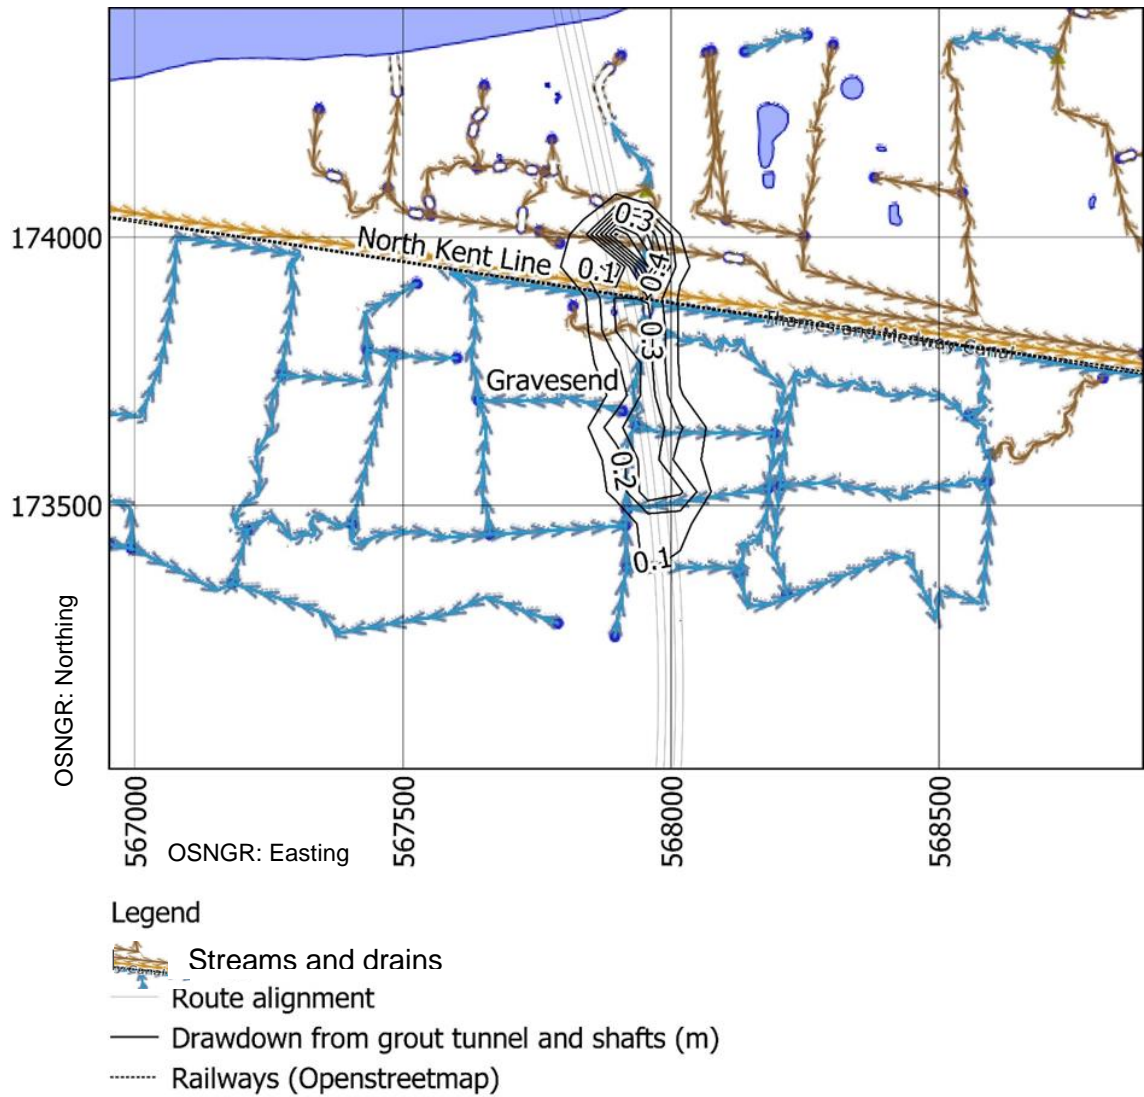 0.3
174000
North Kent Line
0.1
0.4
Thames and Medway Canal
0.3
Gravesend
0.2
173500
0.1
OSNGR: Northing
567000
567500
568000
568500
OSNGR: Easting
Legend
Streams and drains
Route alignment
Drawdown from grout tunnel and shafts (m)
Railways (Openstreetmap)